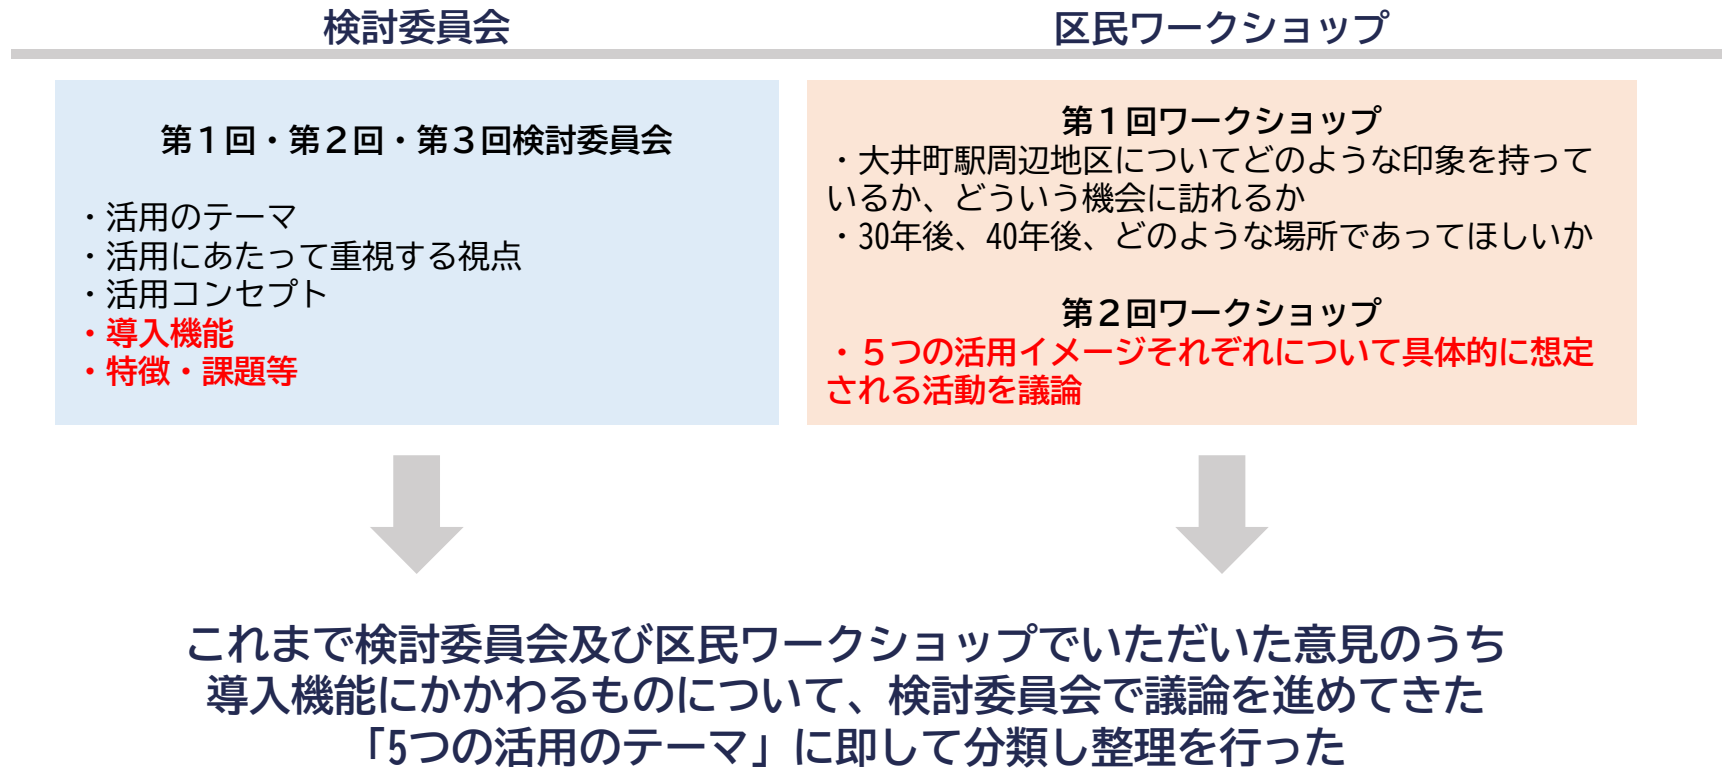 検討委員会
区民ワークショップ
第１回・第２回・第３回検討委員会
・活用のテーマ
・活用にあたって重視する視点
・活用コンセプト
・導入機能
・特徴・課題等
第１回ワークショップ
・大井町駅周辺地区についてどのような印象を持って
いるか、どういう機会に訪れるか
・30年後、40年後、どのような場所であってほしいか
第２回ワークショップ
・５つの活用イメージそれぞれについて具体的に想定
される活動を議論
これまで検討委員会及び区民ワークショップでいただいた意見のうち
導入機能にかかわるものについて、検討委員会で議論を進めてきた
「5つの活用のテーマ」に即して分類し整理を行った